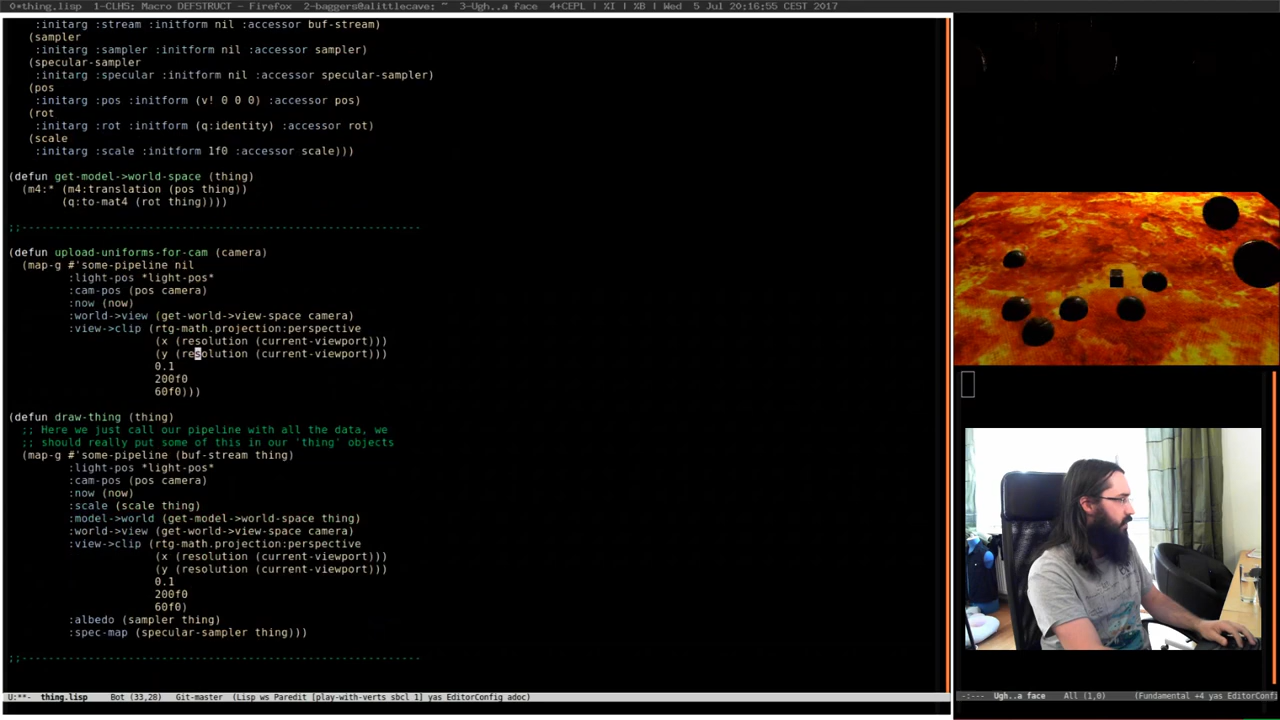 0*thing.lisp 1-CLHS: Macro DEFSTRUCT - Firefox 2-baggers@alittlecave: ~ 3-Ugh,.a face 4+CEPL | %I | %B | Wed 5 Jul 20:16:55 CEST 2017
:initarg :stream :initform nil :accessor buf-stream)
(sampler
:initarg :sampler :initform nil :accessor sampler)
(specular-sampler
:initarg :specular :initform nil :accessor specular-sampler)
(pos
:initarg :pos :initform (v! 0 0 0) :accessor pos)
(rot
:initarg :rot :initform (q:identity) :accessor rot)
(scale
:initarg :scale :initform 1f0 :accessor scale)))
(defun get-model->world-space (thing)
(m4:* (m4:translation (pos thing))
(q:to-mat4 (rot thing))))
;;------------------------------------------------------------
(defun upload-uniforms-for-cam (camera)
(map-g #'some-pipeline nil
:light-pos *light-pos*
:cam-pos (pos camera)
:now (now)
:world->view (get-world->view-space camera)
:view->clip (rtg-math.projection:perspective
(x (resolution (current-viewport)))
(y (resolution (current-viewport)))
0.1
200f0
60f0)))
(defun draw-thing (thing)
;; Here we just call our pipeline with all the data, we
;; should really put some of this in our 'thing' objects
(map-g #'some-pipeline (buf-stream thing)
:light-pos *light-pos*
:cam-pos (pos camera)
:now (now)
:scale (scale thing)
:model->world (get-model->world-space thing)
:world->view (get-world->view-space camera)
:view->clip (rtg-math.projection:perspective
(x (resolution (current-viewport)))
(y (resolution (current-viewport)))
0.1
200f0
60f0)
:albedo (sampler thing)
:spec-map (specular-sampler thing)))
;;------------------------------------------------------------
U:**- thing.lisp Bot (33,28) Git-master (Lisp ws Paredit [play-with-verts sbcl 1] yas EditorConfig adoc)
-:--- Ugh,.a face All (1,0) (Fundamental +4 yas EditorConfi